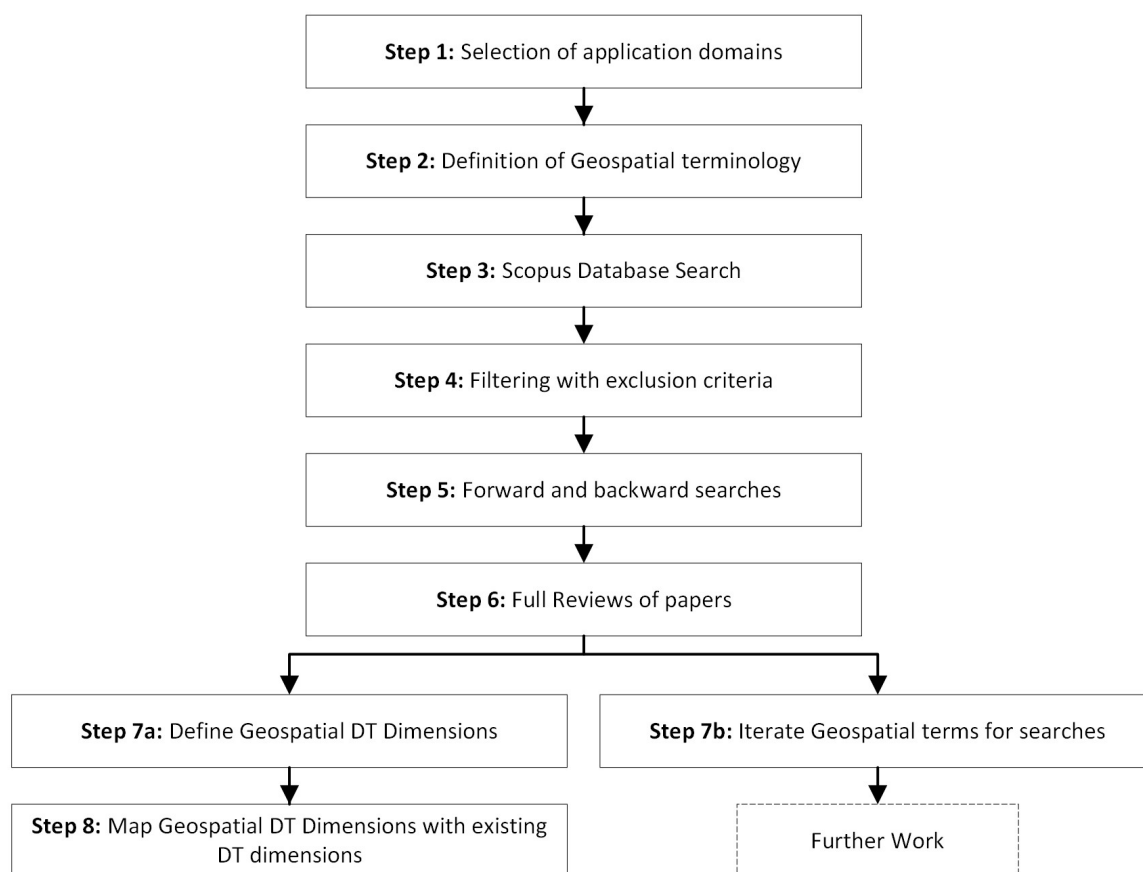 Step 1: Selection of application domains
Step 2: Definition of Geospatial terminology
Step 3: Scopus Database Search
Step 4: Filtering with exclusion criteria
Step 5: Forward and backward searches
Step 6: Full Reviews of papers
Step 7a: Define Geospatial DT Dimensions
Step 7b: Iterate Geospatial terms for searches
Step 8: Map Geospatial DT Dimensions with existing
DT dimensions
Further Work